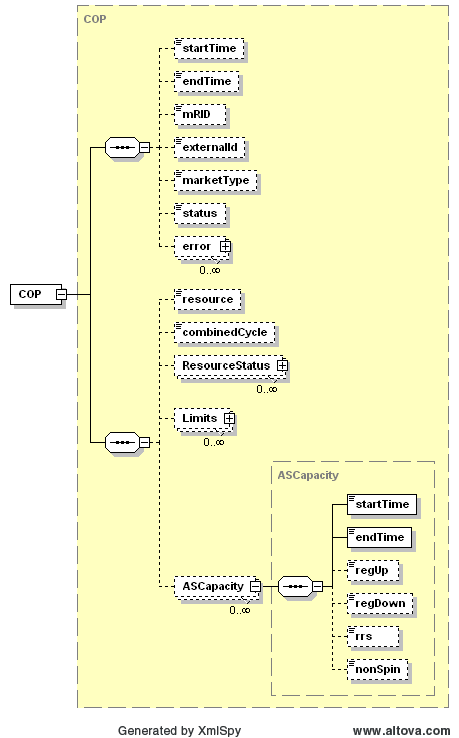 COP
startTime
endTime
mRID
externalId
marketType
status
error
0..∞
COP
resource
combinedCycle
ResourceStatus
0..∞
Limits
0..∞
ASCapacity
startTime
endTime
regUp
ASCapacity
0..∞
regDown
rrs
nonSpin
Generated by XmlSpy www.altova.com